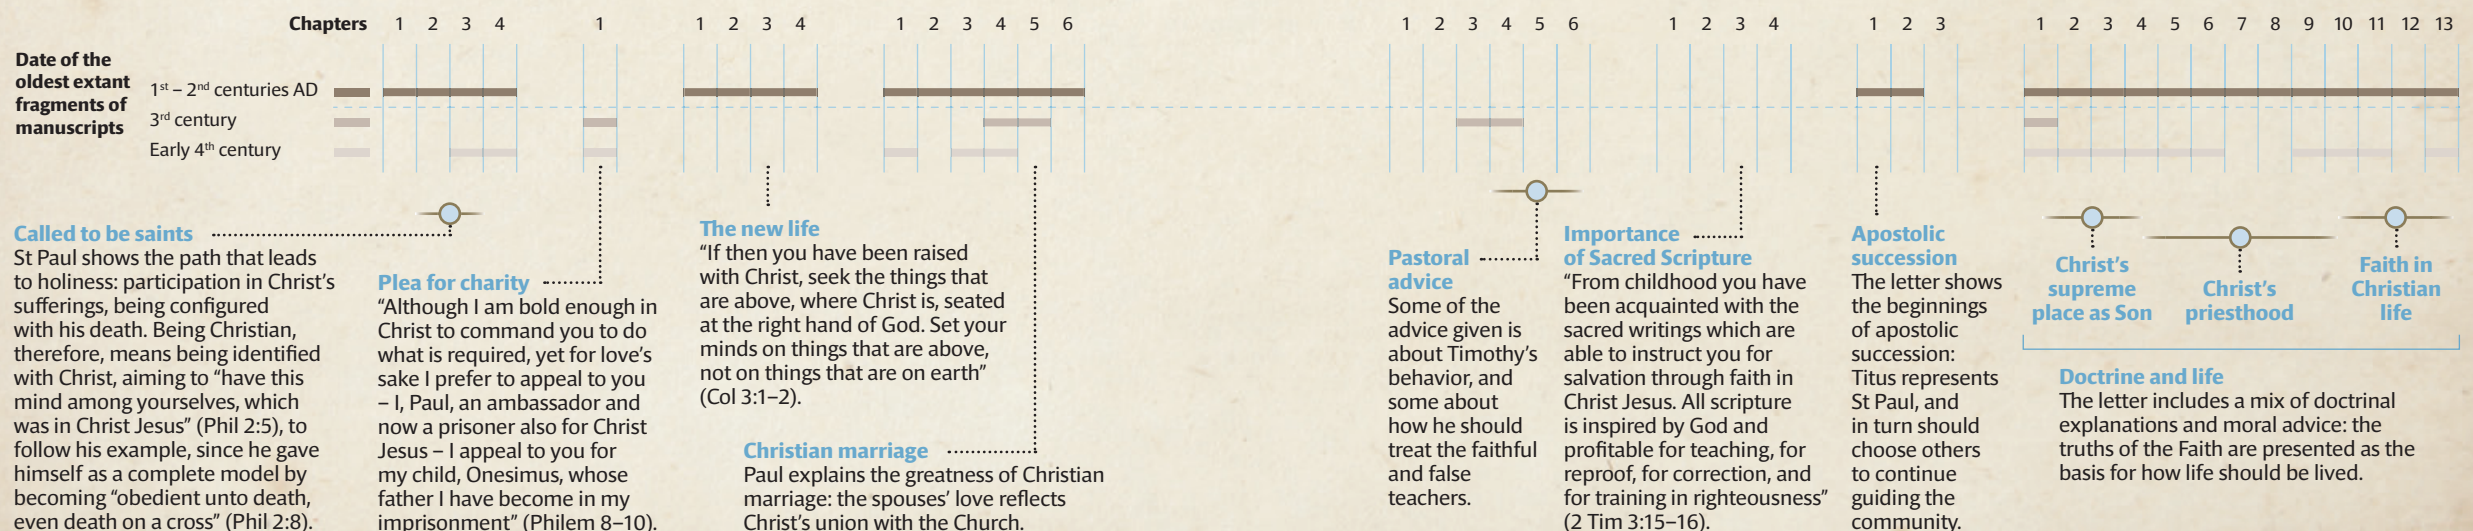 Chapters 1 2 3 4 1 1 2 3 4 1 2 3 4 5 6 1 2 3 4 5 6 1 2 3 4 1 2 3 1 2 3 4 5 6 7 8 9 10 11 12 13
Date of the
oldest extant
fragments of
manuscripts
1st – 2nd centuries AD
3rd century
Early 4th century
Called to be saints
St Paul shows the path that leads
to holiness: participation in Christ’s
sufferings, being configured
with his death. Being Christian,
therefore, means being identified
with Christ, aiming to “have this
mind among yourselves, which
was in Christ Jesus” (Phil 2:5), to
follow his example, since he gave
himself as a complete model by
becoming “obedient unto death,
even death on a cross” (Phil 2:8).
Plea for charity
“Although I am bold enough in
Christ to command you to do
what is required, yet for love’s
sake I prefer to appeal to you
– I, Paul, an ambassador and
now a prisoner also for Christ
Jesus – I appeal to you for
my child, Onesimus, whose
father I have become in my
imprisonment” (Philem 8–10).
The new life
“If then you have been raised
with Christ, seek the things that
are above, where Christ is, seated
at the right hand of God. Set your
minds on things that are above,
not on things that are on earth”
(Col 3:1–2).
Christian marriage
Paul explains the greatness of Christian
marriage: the spouses’ love reflects
Christ’s union with the Church.
Pastoral
advice
Some of the
advice given is
about Timothy’s
behavior, and
some about
how he should
treat the faithful
and false
teachers.
Importance
of Sacred Scripture
“From childhood you have
been acquainted with the
sacred writings which are
able to instruct you for
salvation through faith in
Christ Jesus. All scripture
is inspired by God and
profitable for teaching, for
reproof, for correction, and
for training in righteousness”
(2 Tim 3:15–16).
Apostolic
succession
The letter shows
the beginnings
of apostolic
succession:
Titus represents
St Paul, and
in turn should
choose others
to continue
guiding the
community.
Christ’s
supreme
place as Son
Christ’s
priesthood
Faith in
Christian
life
Doctrine and life
The letter includes a mix of doctrinal
explanations and moral advice: the
truths of the Faith are presented as the
basis for how life should be lived.